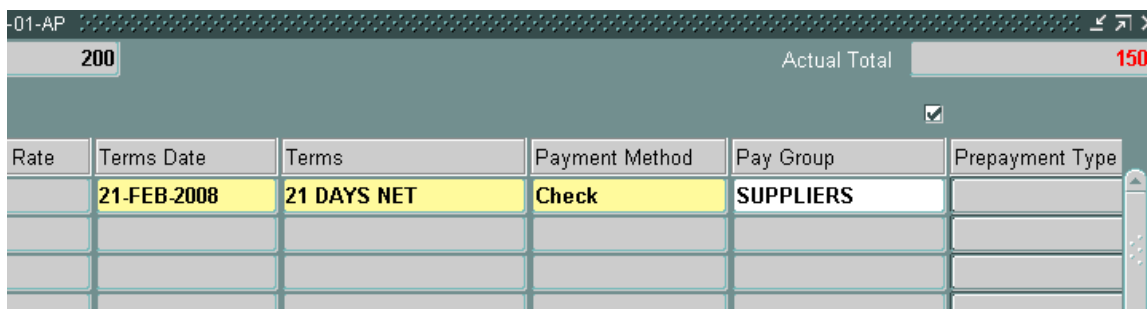 -01-AP
200 Actual Total 150
Rate Terms Date Terms Payment Method Pay Group Prepayment Type
21-FEB-2008 21 DAYS NET Check SUPPLIERS